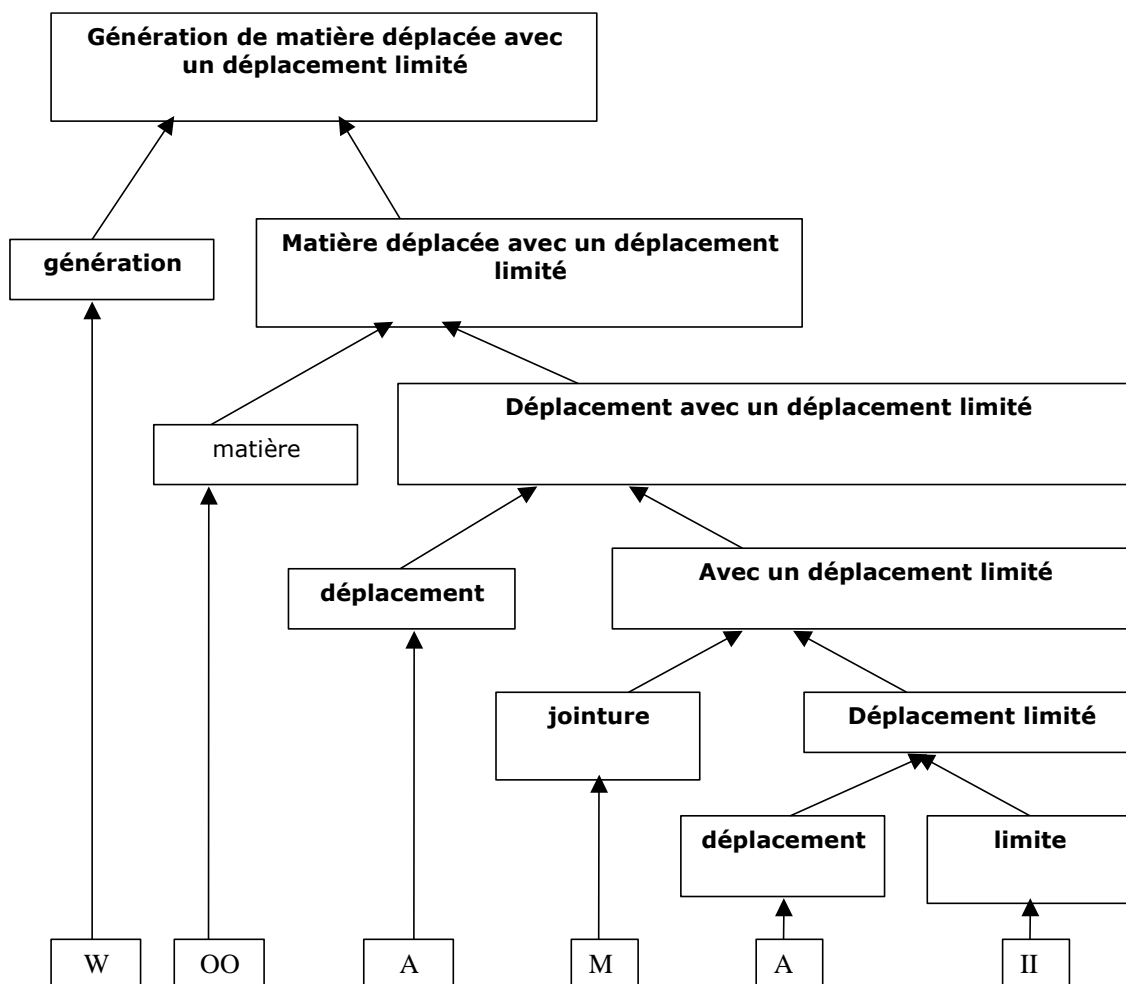 Génération de matière déplacée avec
un déplacement limité
génération
Matière déplacée avec un déplacement
limité
Déplacement avec un déplacement limité
matière
déplacement
Avec un déplacement limité
jointure
Déplacement limité
déplacement
limite
W
OO
A
M
A
II